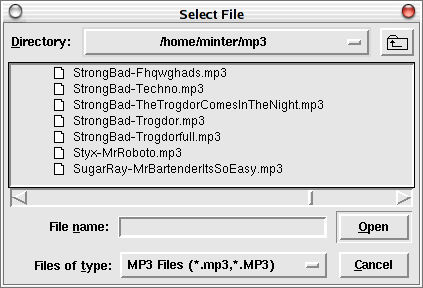 Select File
Directory: /home/minter/mp3
StrongBad-Fhqwghads.mp3
StrongBad-Techno.mp3
StrongBad-TheTrogdorComesInTheNight.mp3
StrongBad-Trogdor.mp3
StrongBad-Trogdorfull.mp3
Styx-MrRoboto.mp3
SugarRay-MrBartenderItsSoEasy.mp3
File name: Open
Files of type: MP3 Files (*.mp3,*.MP3) Cancel